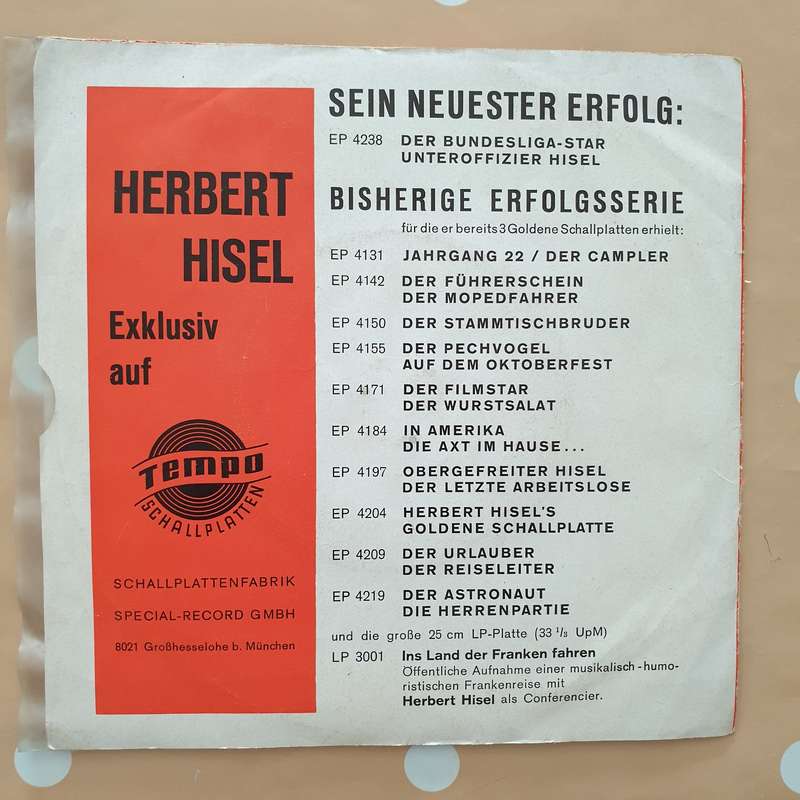 HERBERT
HISEL
Exklusiv
auf
Tempo
SCHALLPLATTEN
SCHALLPLATTENFABRIK
SPECIAL-RECORD GMBH
8021 Großhesselohe b. München
SEIN NEUESTER ERFOLG:
EP 4238 DER BUNDESLIGA-STAR
UNTEROFFIZIER HISEL
BISHERIGE ERFOLGSSERIE
für die er bereits 3 Goldene Schallplatten erhielt:
EP 4131 JAHRGANG 22 / DER CAMPLER
EP 4142 DER FÜHRERSCHEIN
DER MOPEDFAHRER
EP 4150 DER STAMMTISCHBRUDER
EP 4155 DER PECHVOGEL
AUF DEM OKTOBERFEST
EP 4171 DER FILMSTAR
DER WURSTSALAT
EP 4184 IN AMERIKA
DIE AXT IM HAUSE...
EP 4197 OBERGEFREITER HISEL
DER LETZTE ARBEITSLOSE
EP 4204 HERBERT HISEL'S
GOLDENE SCHALLPLATTE
EP 4209 DER URLAUBER
DER REISELEITER
EP 4219 DER ASTRONAUT
DIE HERRENPARTIE
und die große 25 cm LP-Platte (33 1/3 UpM)
LP 3001 Ins Land der Franken fahren
Öffentliche Aufnahme einer musikalisch-humo-
ristischen Frankenreise mit
Herbert Hisel als Conferencier.